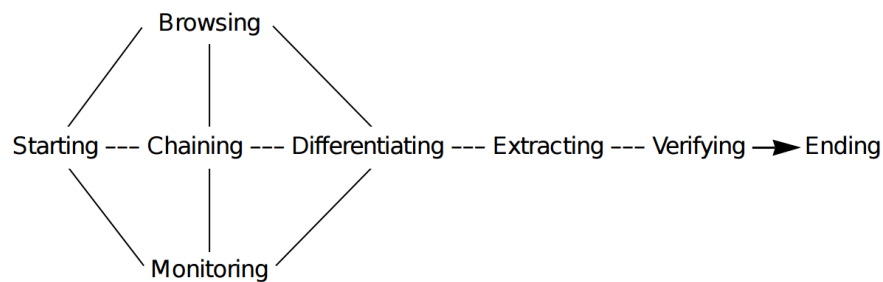 Browsing
Starting --- Chaining --- Differentiating --- Extracting --- Verifying Ending
Monitoring